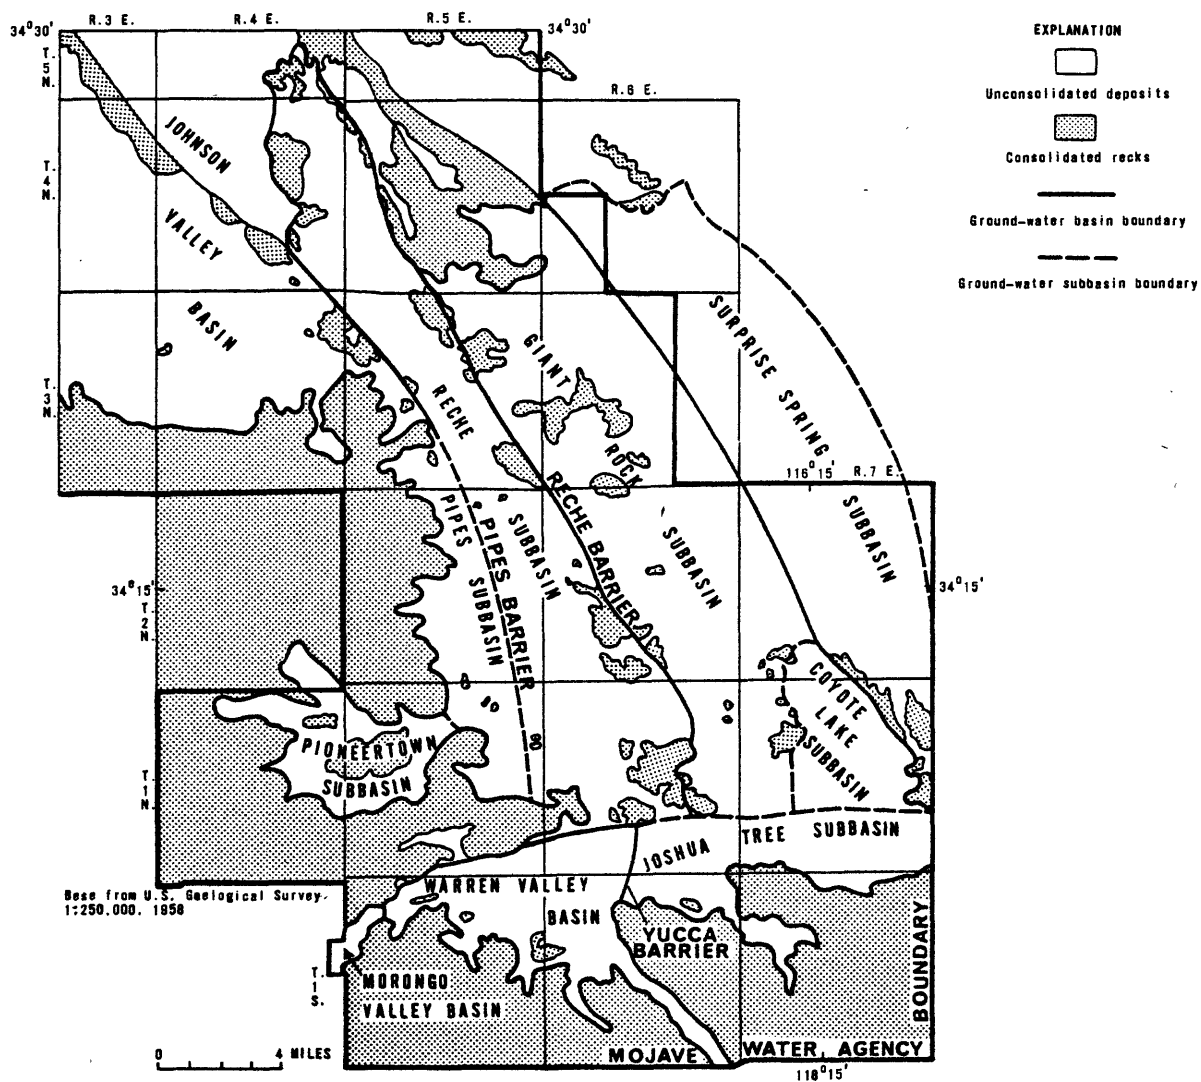 R.3 E.
R.4 E.
R.5 E.
34°30'
34°30'
T.
5
N.
R.6 E.
EXPLANATION
Unconsolidated deposits
Consolidated recks
Ground-water basin boundary
Ground-water subbasin boundary
T.
4
N.
JOHNSON
VALLEY
BASIN
T.
3
N.
RECHE
SUBBASIN
GIANT
ROCK
SUBBASIN
SURPRISE SPRING
SUBBASIN
116°15'
R.7 E.
RECHE BARRIER
PIPES
SUBBASIN
PIPES BARRIER
34°15'
34°15'
T.
2
N.
COYOTE
LAKE
SUBBASIN
PIONEERTOWN
SUBBASIN
T.
1
N.
JOSHUA TREE SUBBASIN
WARREN VALLEY
BASIN
YUCCA
BARRIER
Base from U.S. Geological Survey
1:250,000, 1956
T.
1
S.
MORONGO
VALLEY BASIN
BOUNDARY
0 4 MILES
MOJAVE WATER AGENCY
118°15'